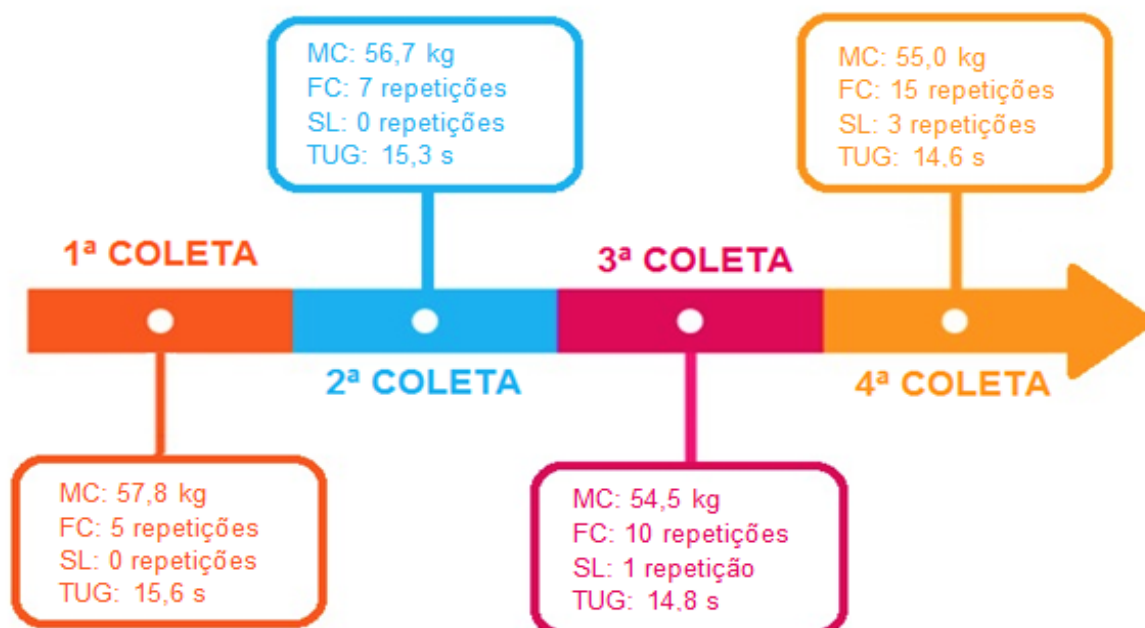 1ª COLETA
MC: 57,8 kg
FC: 5 repetições
SL: 0 repetições
TUG: 15,6 s
MC: 56,7 kg
FC: 7 repetições
SL: 0 repetições
TUG: 15,3 s
2ª COLETA
3ª COLETA
MC: 54,5 kg
FC: 10 repetições
SL: 1 repetição
TUG: 14,8 s
MC: 55,0 kg
FC: 15 repetições
SL: 3 repetições
TUG: 14,6 s
4ª COLETA